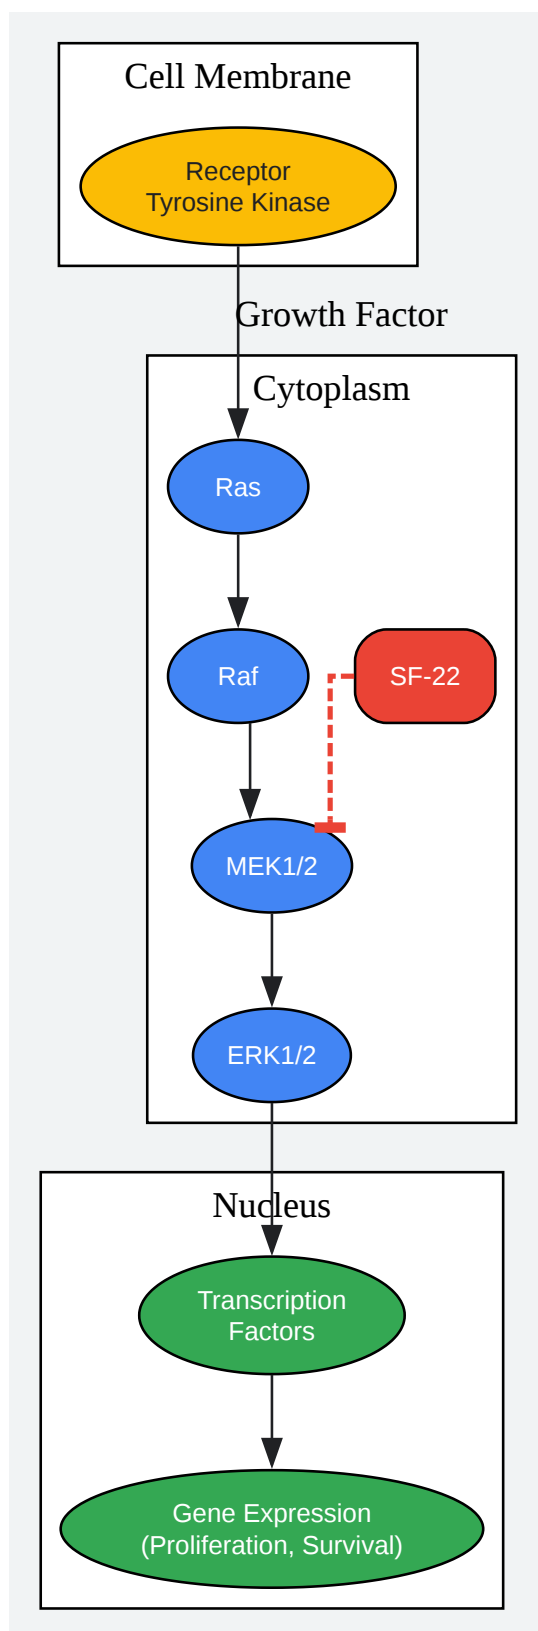 Cell Membrane
Receptor
Tyrosine Kinase
Growth Factor
Cytoplasm
Ras
Raf
SF-22
MEK1/2
ERK1/2
Nucleus
Transcription
Factors
Gene Expression
(Proliferation, Survival)